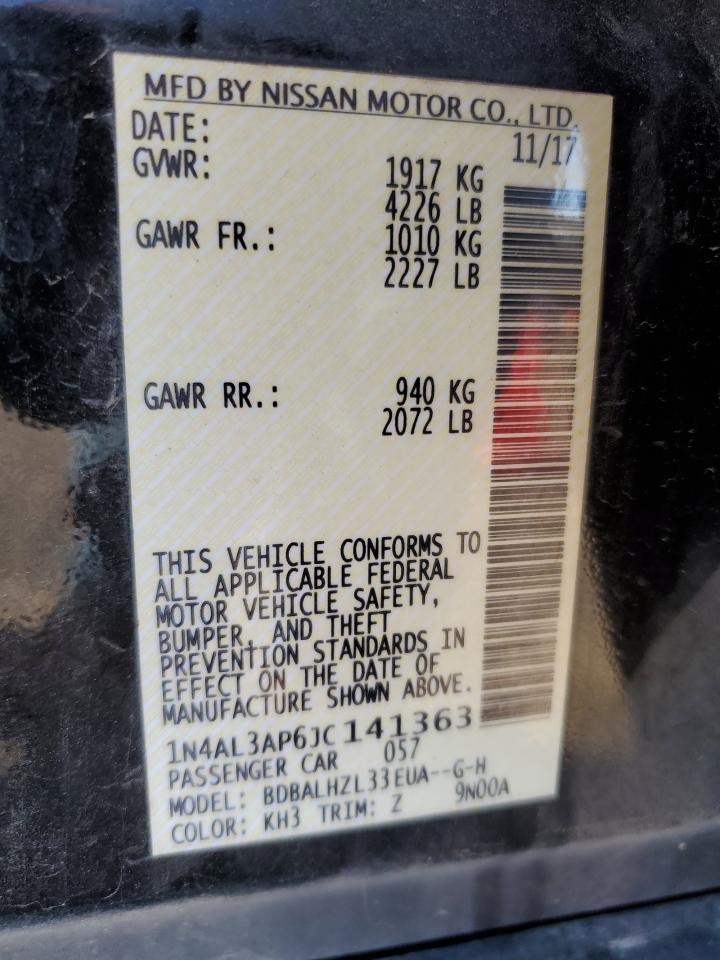 MFD BY NISSAN MOTOR CO., LTD.
DATE: 11/17
GVWR: 1917 KG
4226 LB
GAWR FR.: 1010 KG
2227 LB
GAWR RR.: 940 KG
2072 LB
THIS VEHICLE CONFORMS TO
ALL APPLICABLE FEDERAL
MOTOR VEHICLE SAFETY,
BUMPER, AND THEFT
PREVENTION STANDARDS IN
EFFECT ON THE DATE OF
MANUFACTURE SHOWN ABOVE.
1N4AL3AP6JC141363
PASSENGER CAR 057
MODEL: BDBALHZL33EUA--G-H
COLOR: KH3 TRIM: Z 9N00A